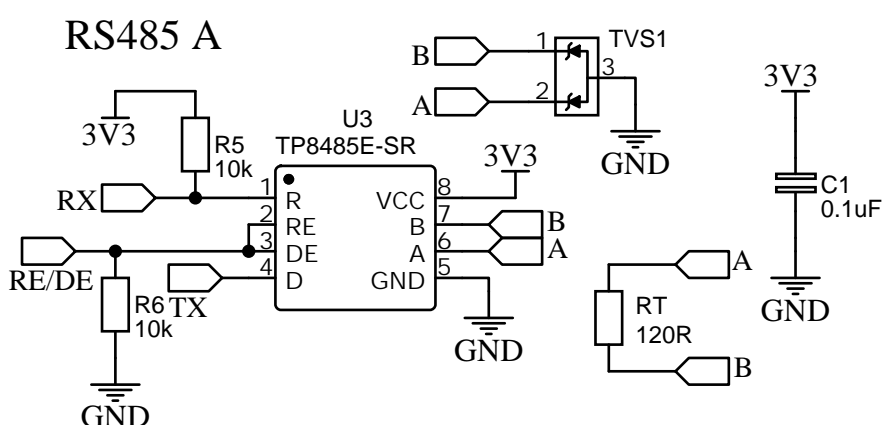 RS485 A
B
1
TVS1
3
A
2
GND
3V3
C1
0.1uF
GND
3V3
R5
10k
U3
TP8485E-SR
RX
1
R
2
RE
RE/DE
3
DE
TX
4
D
R6
10k
GND
3V3
VCC
8
B
7
B
A
6
A
GND
5
GND
A
RT
120R
B